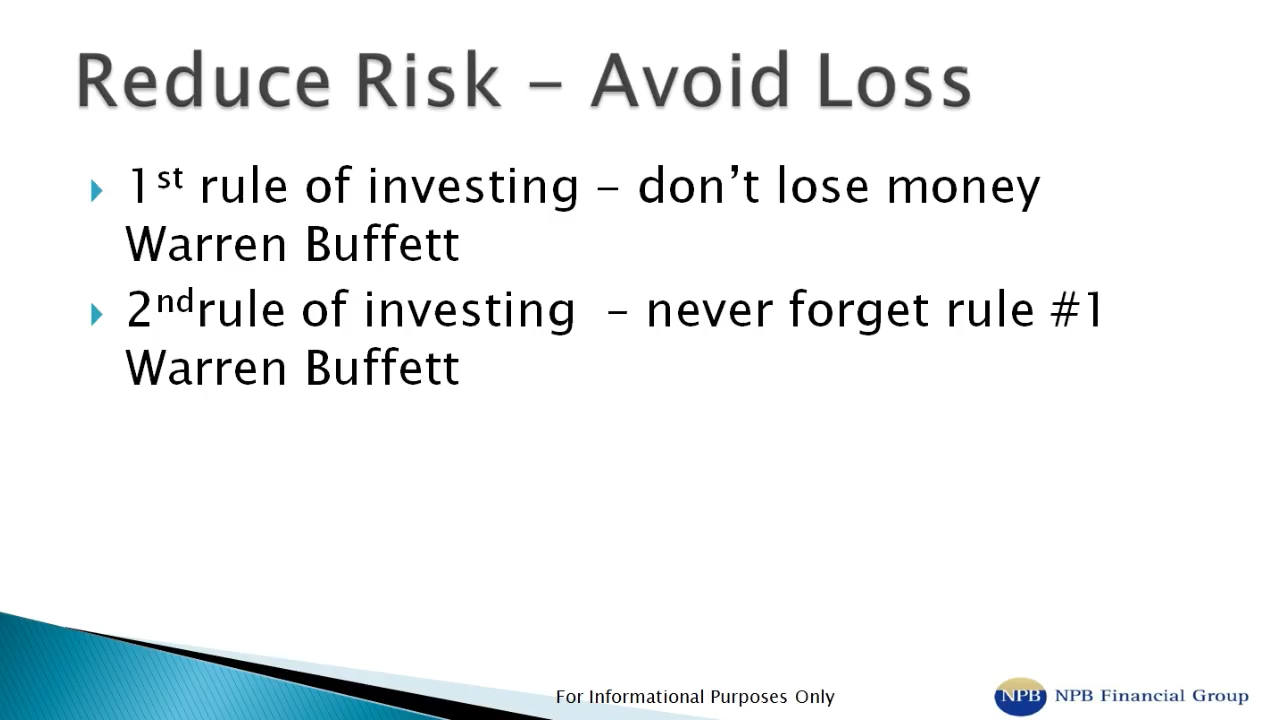 Reduce Risk – Avoid Loss
1st rule of investing – don’t lose money
Warren Buffett
2ndrule of investing  – never forget rule #1
Warren Buffett
For Informational Purposes Only
NPB NPB Financial Group